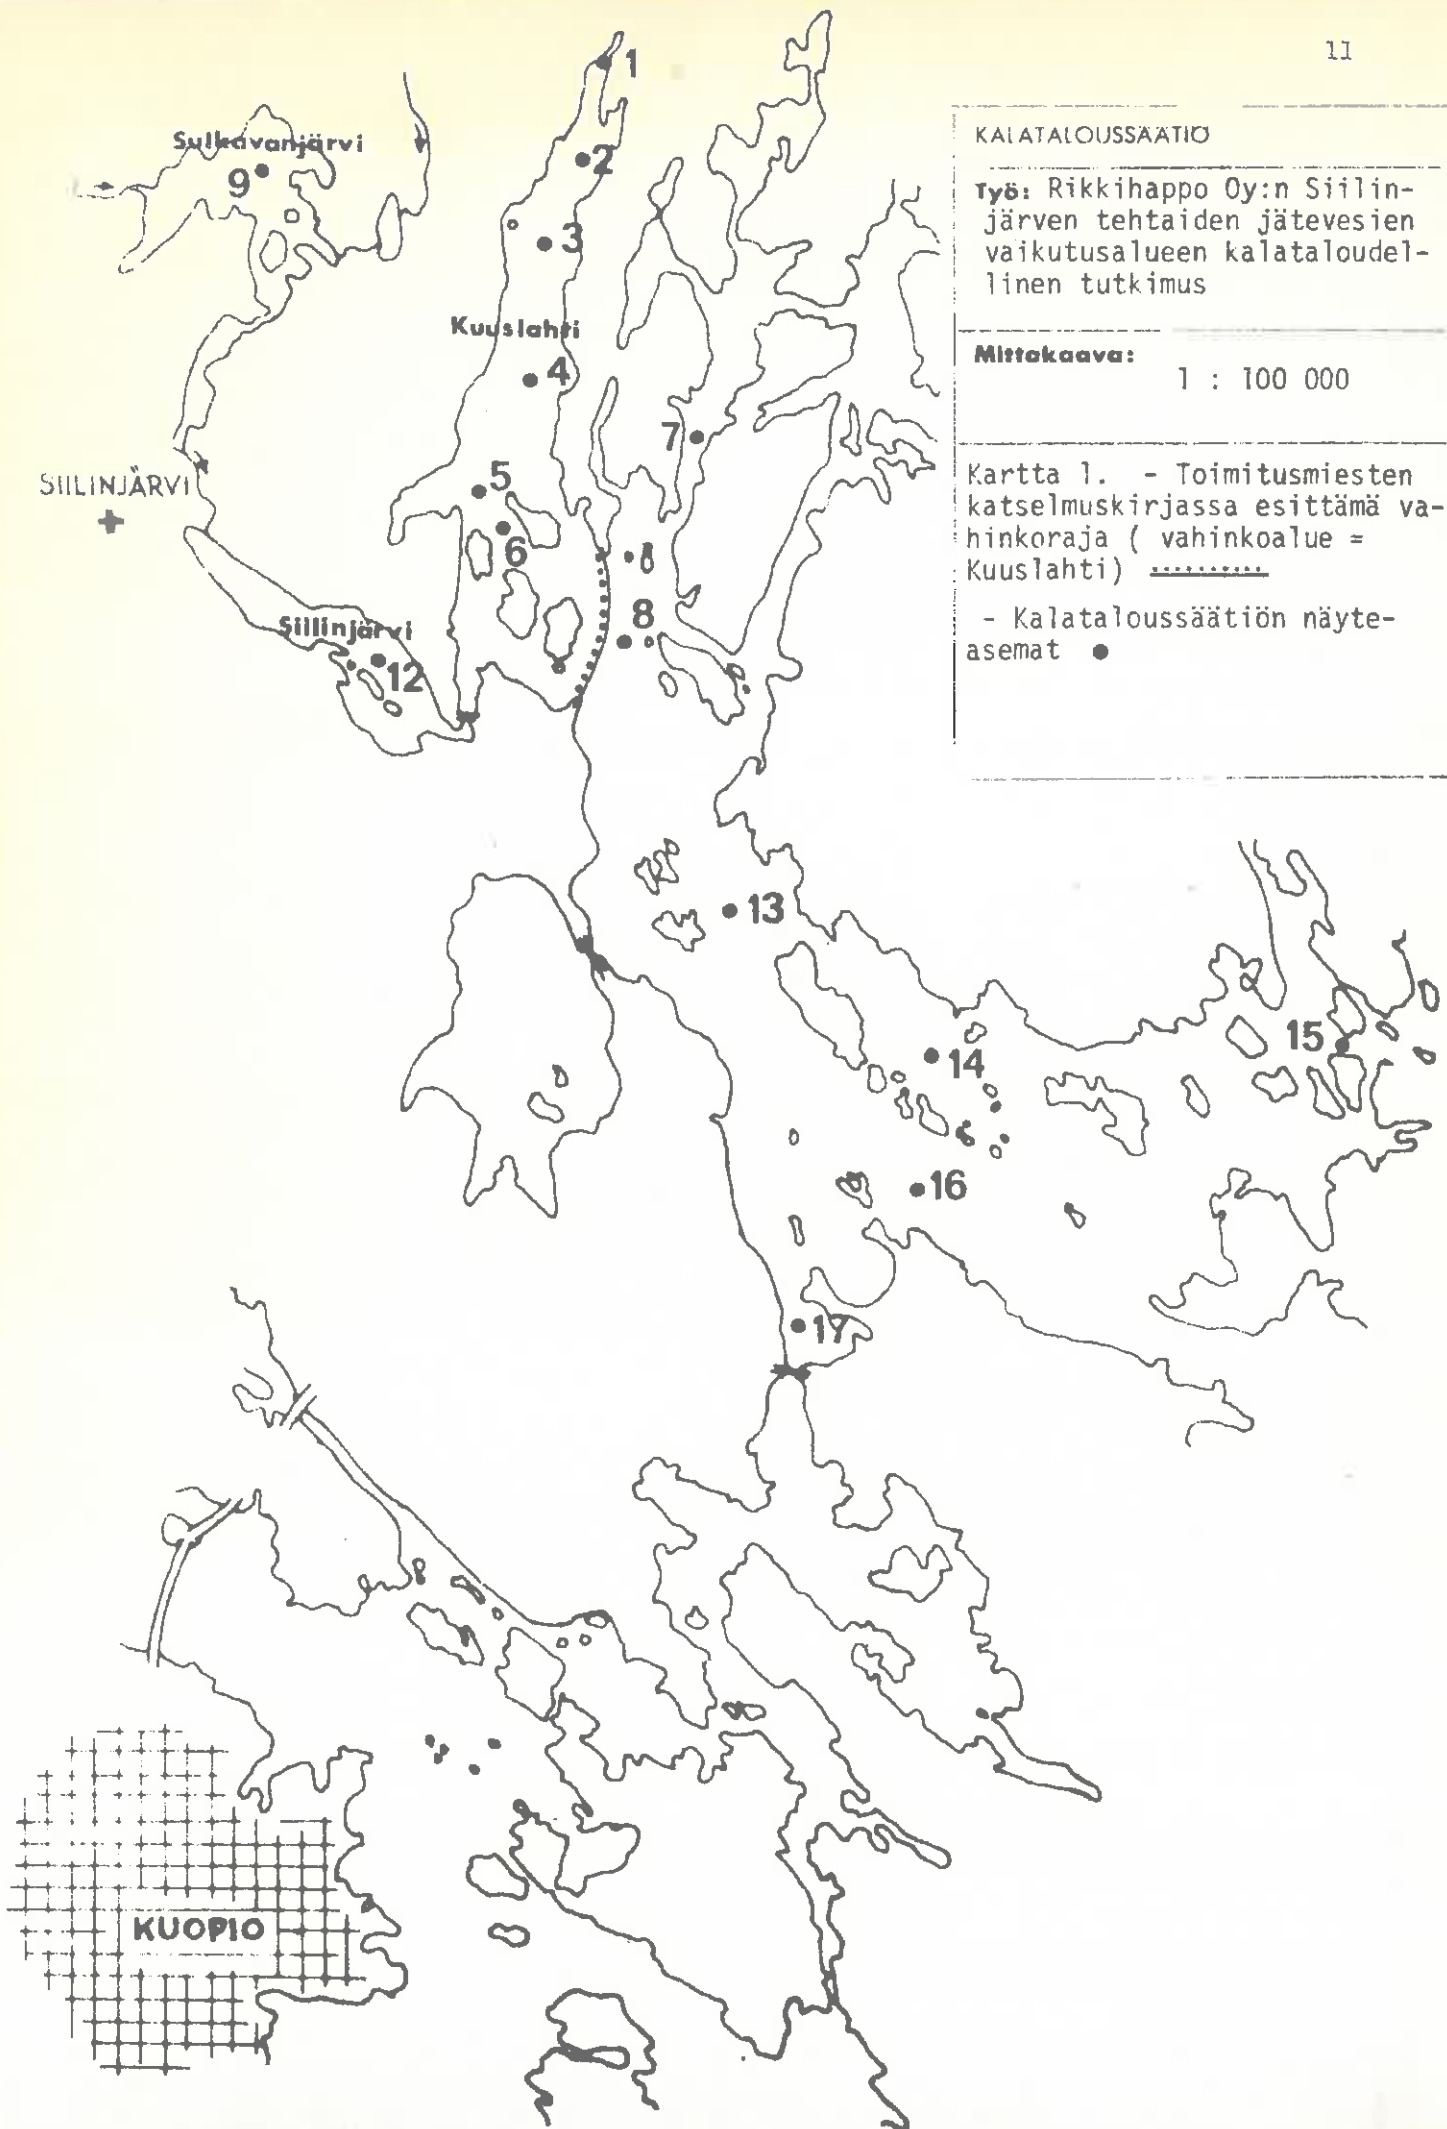 11
KALATALOUSSÄÄTIÖ
Työ: Rikkihappo Oy:n Siilin-
järven tehtaiden jätevesien
vaikutusalueen kalataloudel-
linen tutkimus
Mittakaava:
1 : 100 000
Kartta 1. - Toimitusmiesten
katselmuskirjassa esittämä va-
hinkoraja ( vahinkoalue =
Kuuslahti) ..........
- Kalataloussäätiön näyte-
asemat ●
1
Sulkavanjärvi
2
9
3
Kuuslahti
4
7
SIILINJÄRVI
5
6
8
Siilinjärvi
12
13
14
15
16
17
KUOPIO